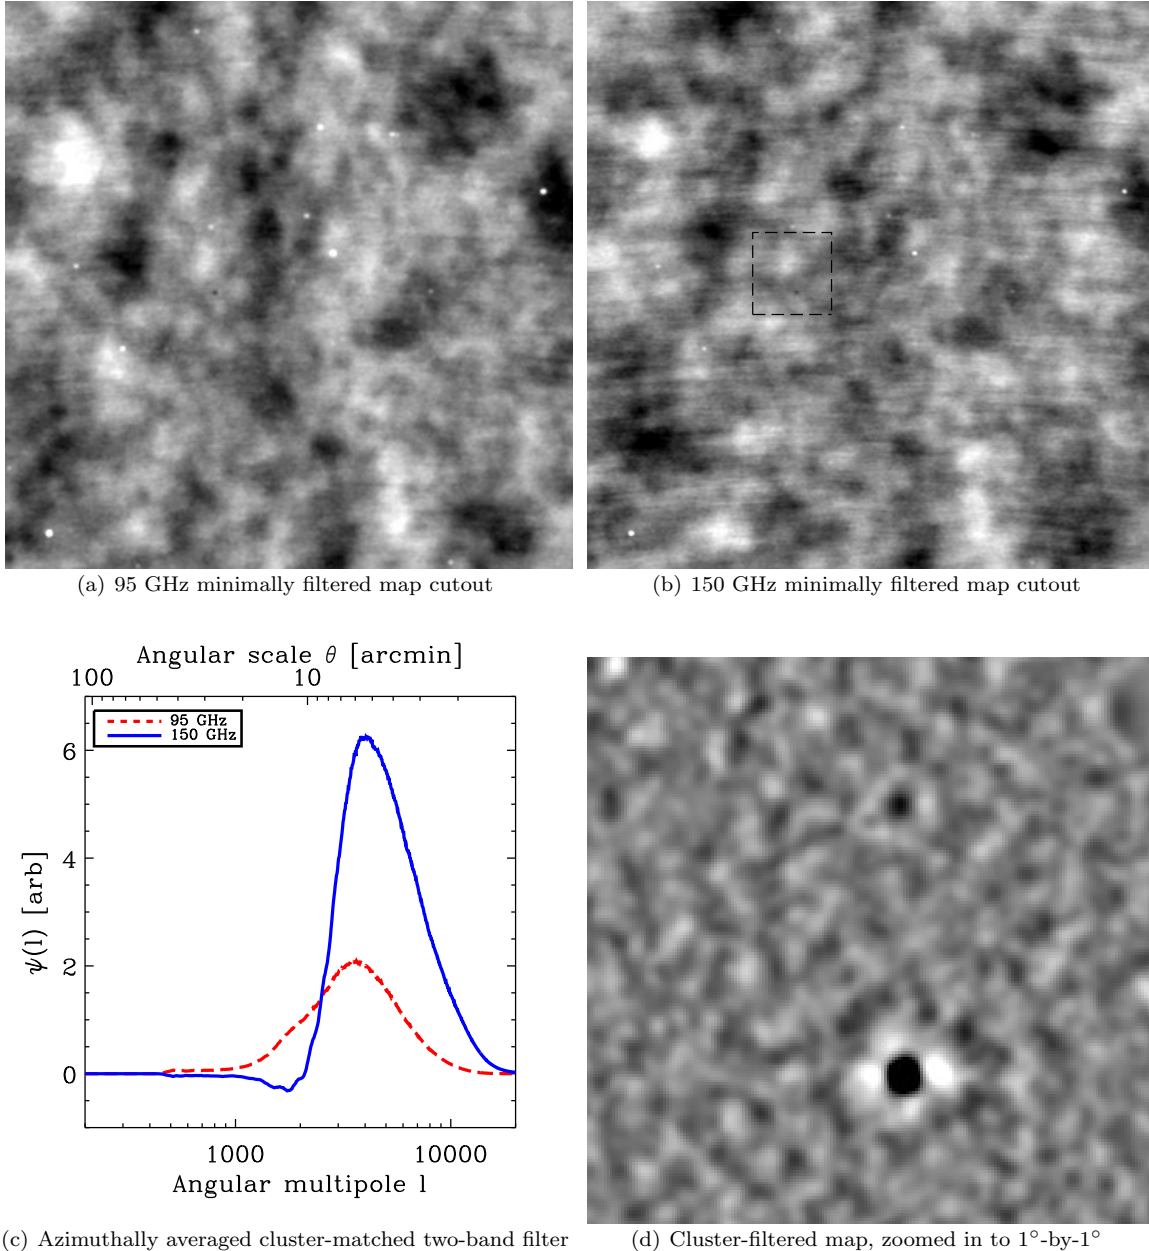 (a) 95 GHz minimally filtered map cutout
(b) 150 GHz minimally filtered map cutout
Angular scale θ [arcmin]
100 10
95 GHz
150 GHz
6
4
2
0
ψ(l) [arb]
1000 10000
Angular multipole l
(c) Azimuthally averaged cluster-matched two-band filter
(d) Cluster-filtered map, zoomed in to 1°-by-1°